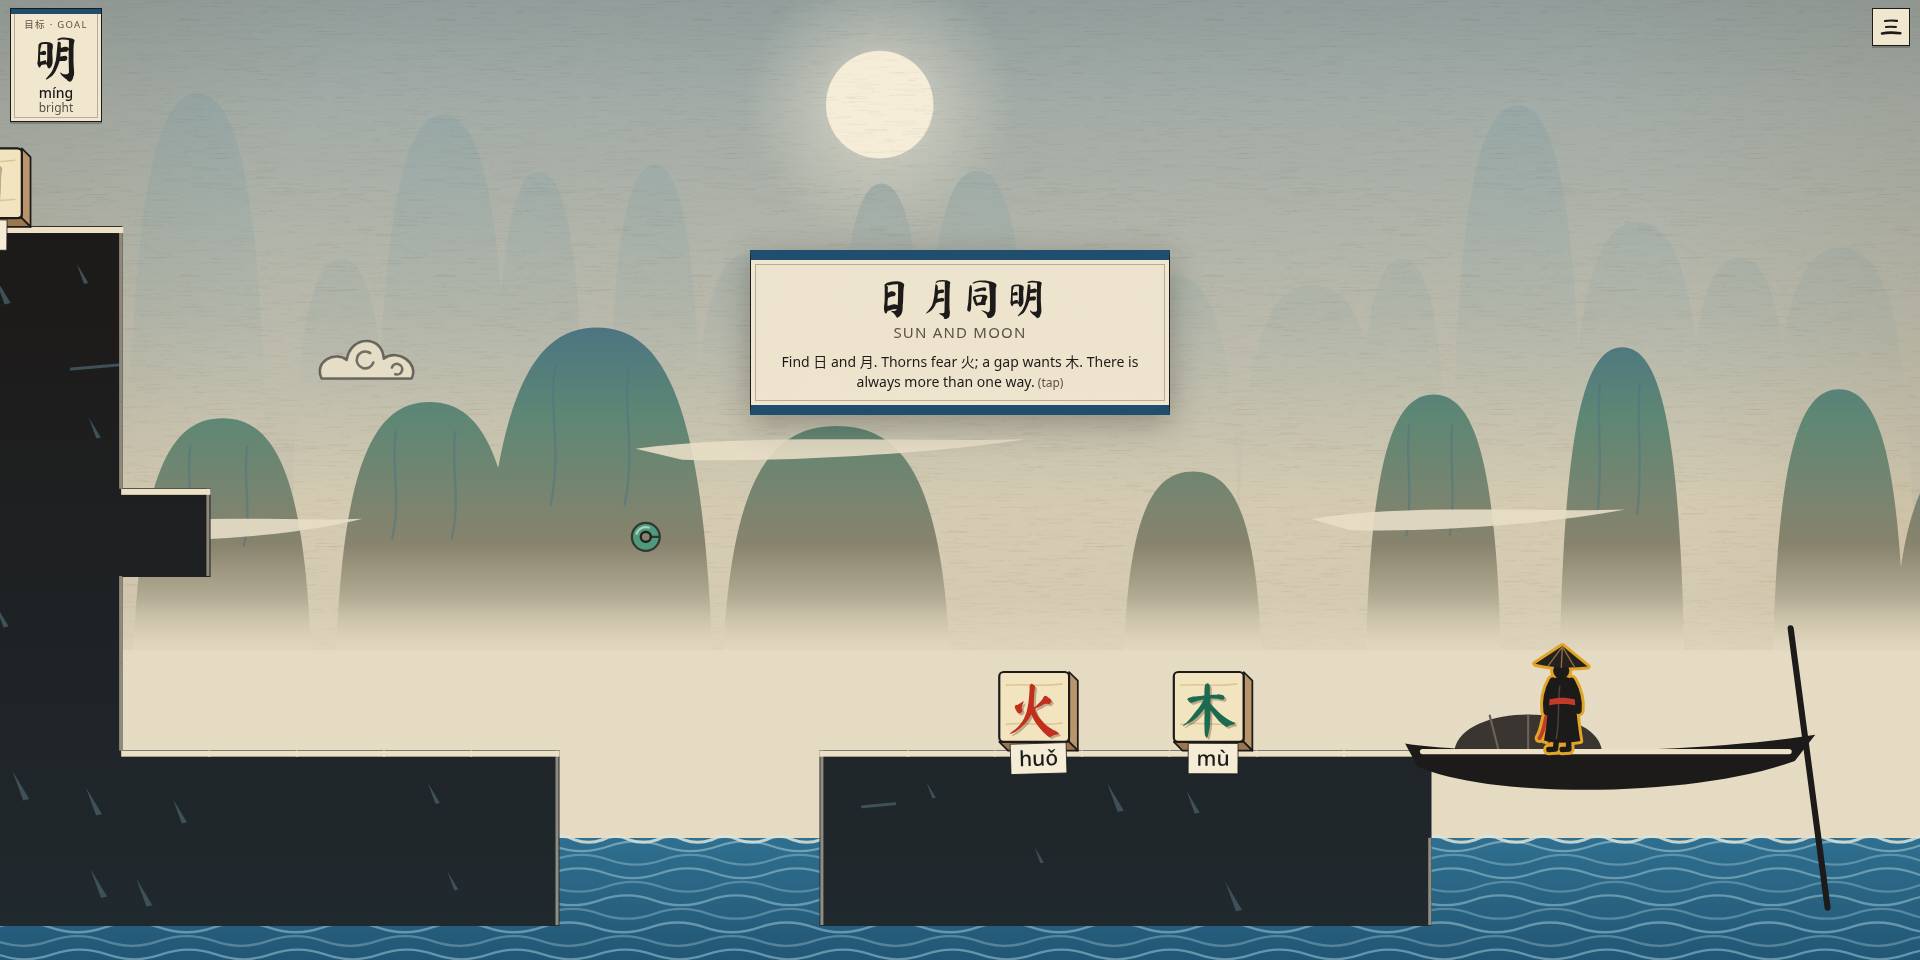 目标 · GOAL
明
míng
bright
三
日月同明
SUN AND MOON
Find 日 and 月. Thorns fear 火; a gap wants 木. There is
always more than one way. (tap)
火
huǒ
木
mù